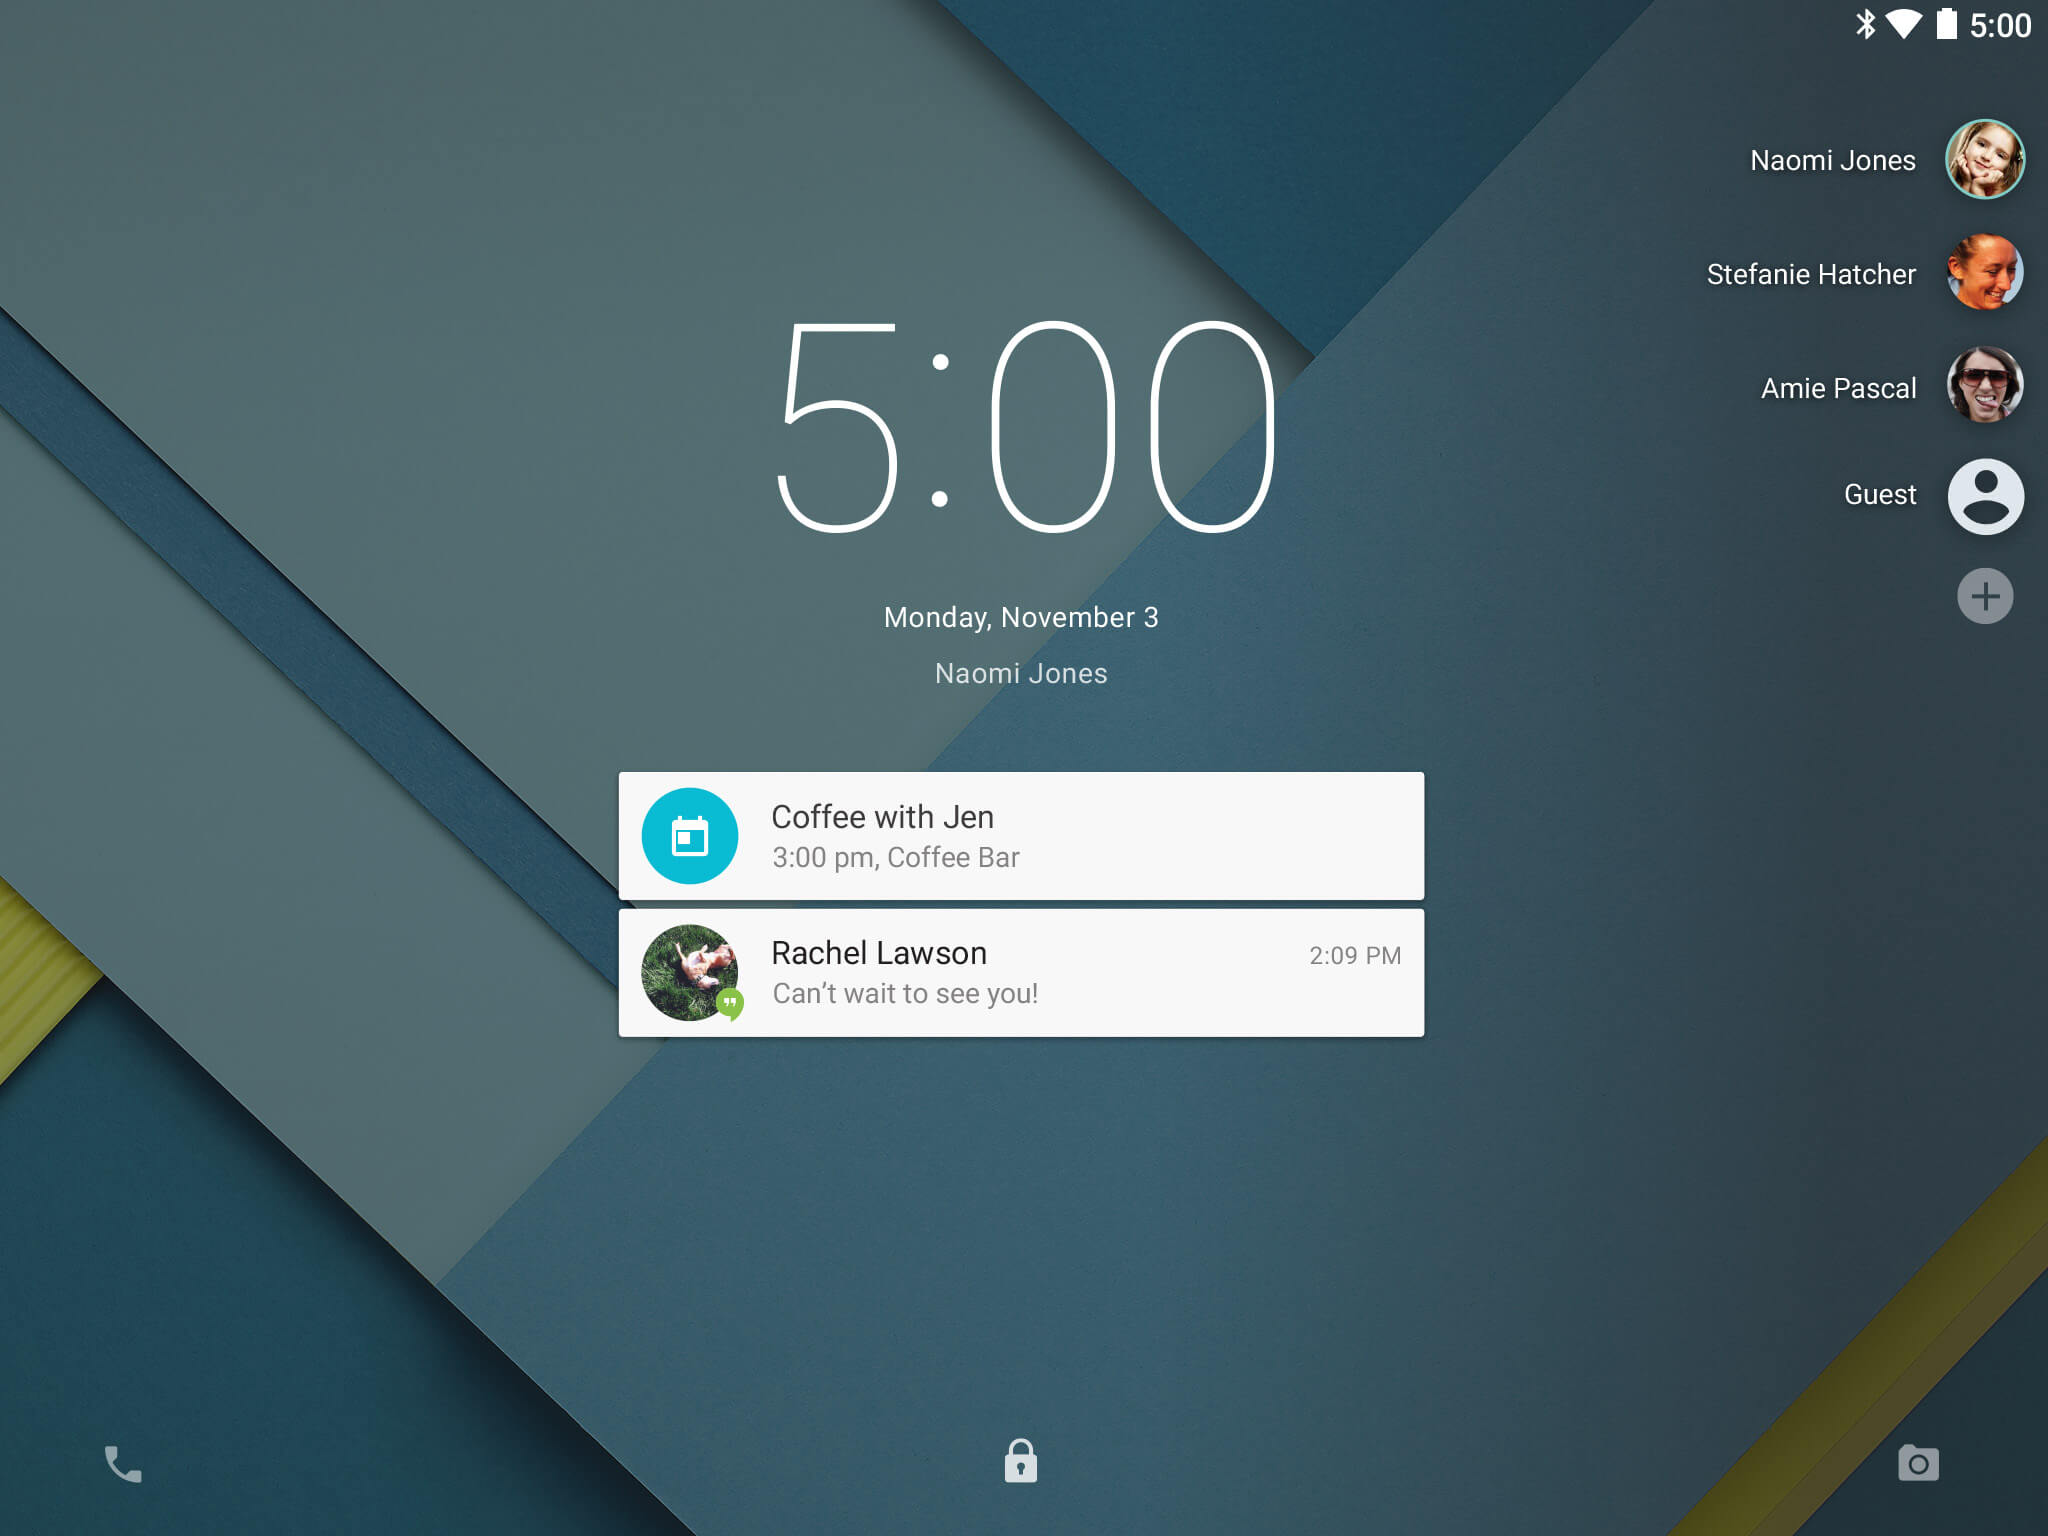 5:00
Naomi Jones
Stefanie Hatcher
Amie Pascal
Guest
5:00
Monday, November 3
Naomi Jones
Coffee with Jen
3:00 pm, Coffee Bar
Rachel Lawson 2:09 PM
Can’t wait to see you!